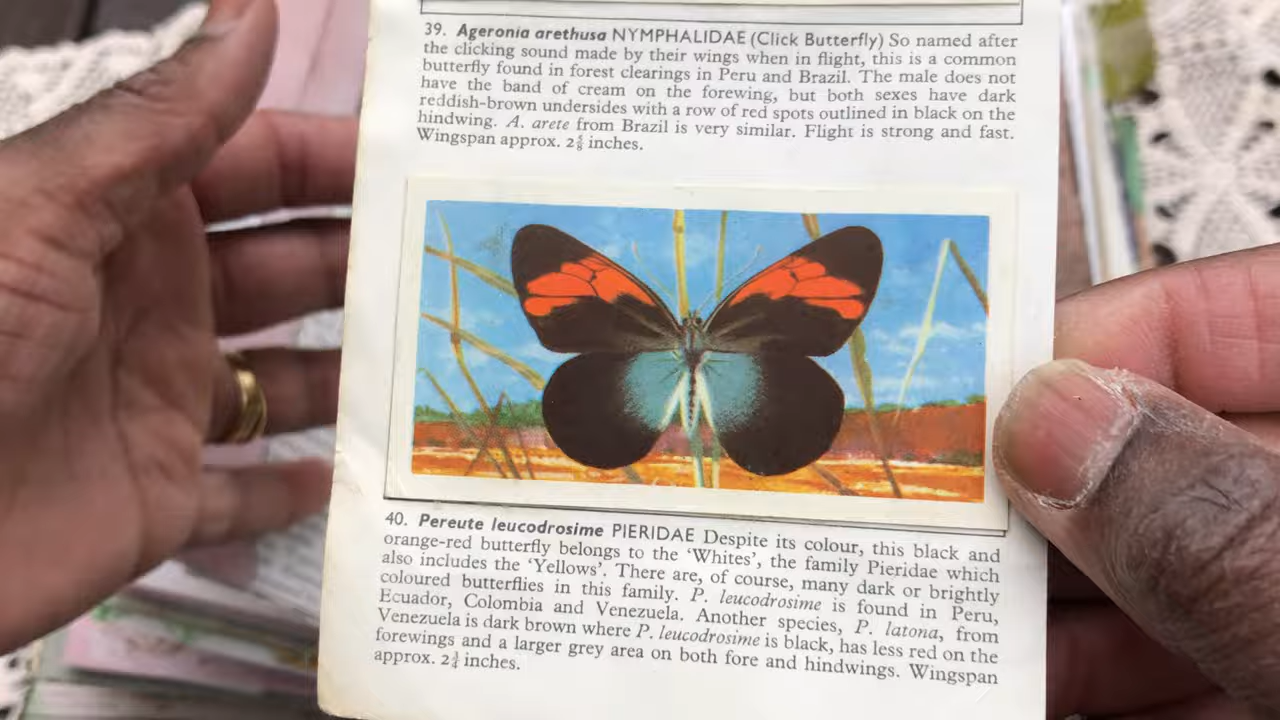 39. Ageronia arethusa NYMPHALIDAE (Click Butterfly) So named after
the clicking sound made by their wings when in flight, this is a common
butterfly found in forest clearings in Peru and Brazil. The male does not
have the band of cream on the forewing, but both sexes have dark
reddish-brown undersides with a row of red spots outlined in black on the
hindwing. A. arete from Brazil is very similar. Flight is strong and fast.
Wingspan approx. 2⅝ inches.
40. Pereute leucodrosime PIERIDAE Despite its colour, this black and
orange-red butterfly belongs to the ‘Whites’, the family Pieridae which
also includes the ‘Yellows’. There are, of course, many dark or brightly
coloured butterflies in this family. P. leucodrosime is found in Peru,
Ecuador, Colombia and Venezuela. Another species, P. latona, from
Venezuela is dark brown where P. leucodrosime is black, has less red on the
forewings and a larger grey area on both fore and hindwings. Wingspan
approx. 2¾ inches.